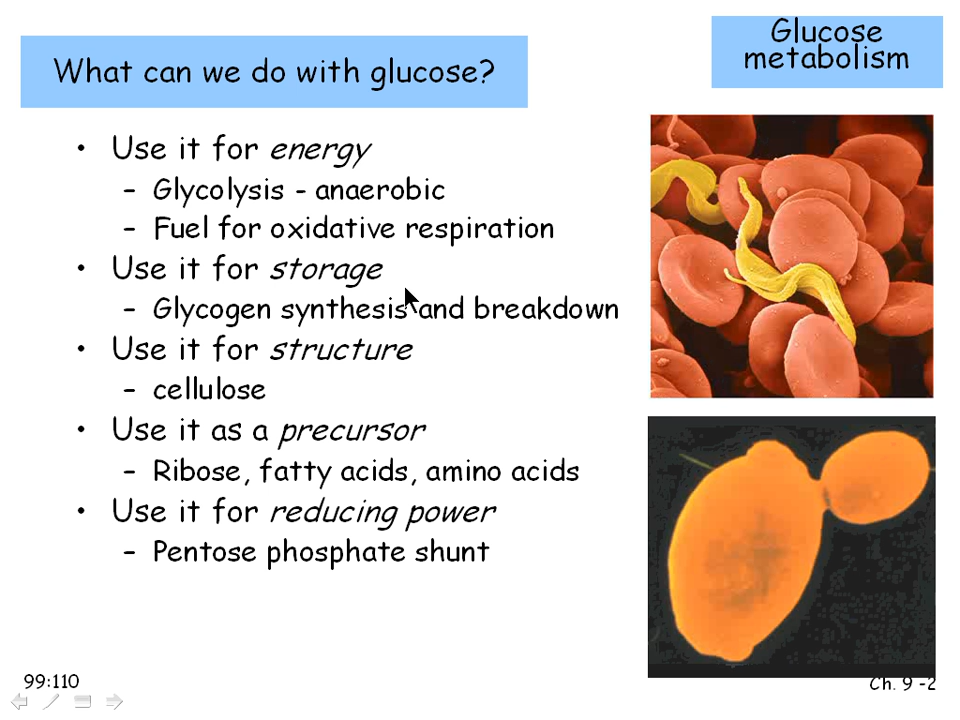 Glucose
metabolism
What can we do with glucose?
• Use it for energy
– Glycolysis - anaerobic
– Fuel for oxidative respiration
• Use it for storage
– Glycogen synthesis and breakdown
• Use it for structure
– cellulose
• Use it as a precursor
– Ribose, fatty acids, amino acids
• Use it for reducing power
– Pentose phosphate shunt
99:110
Ch. 9 -2